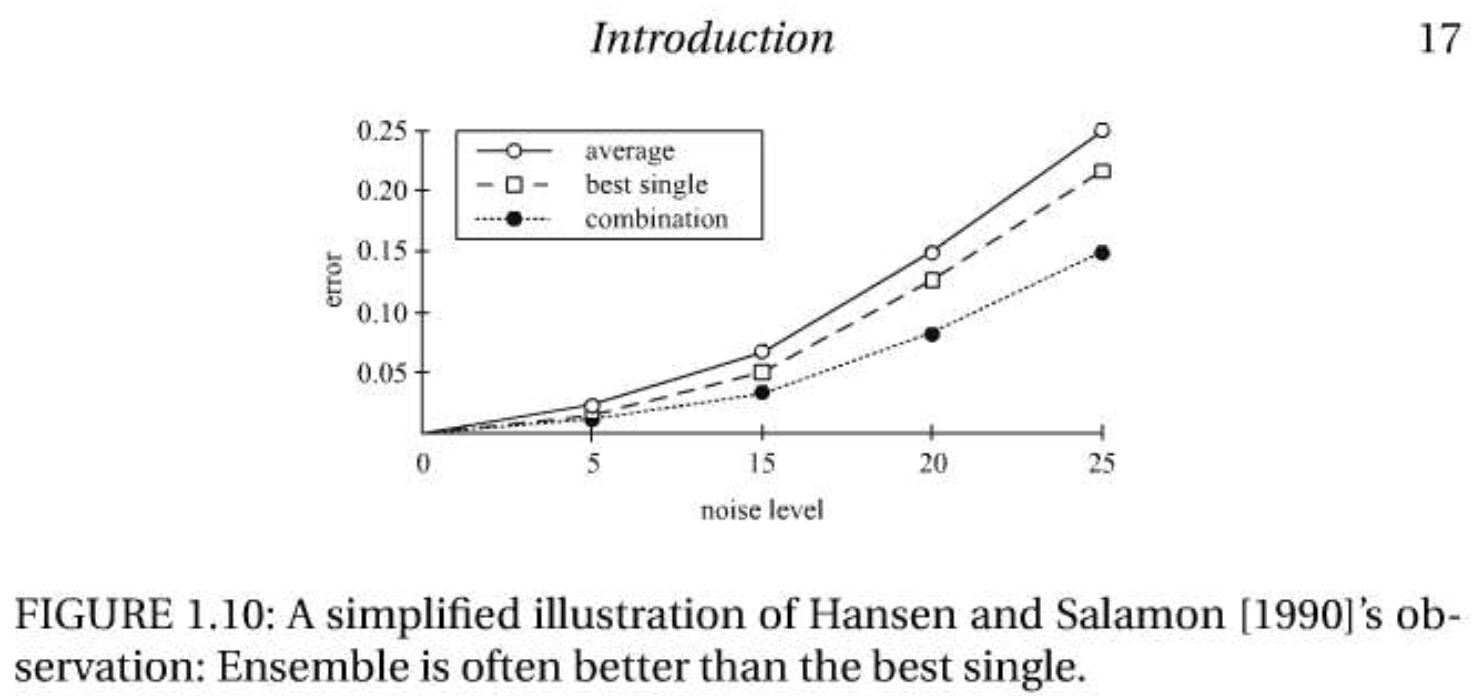 Introduction 17
0.25
average
0.20
best single
combination
0.15
error
0.10
0.05
0 5 15 20 25
noise level
FIGURE 1.10: A simplified illustration of Hansen and Salamon [1990]’s ob-
servation: Ensemble is often better than the best single.